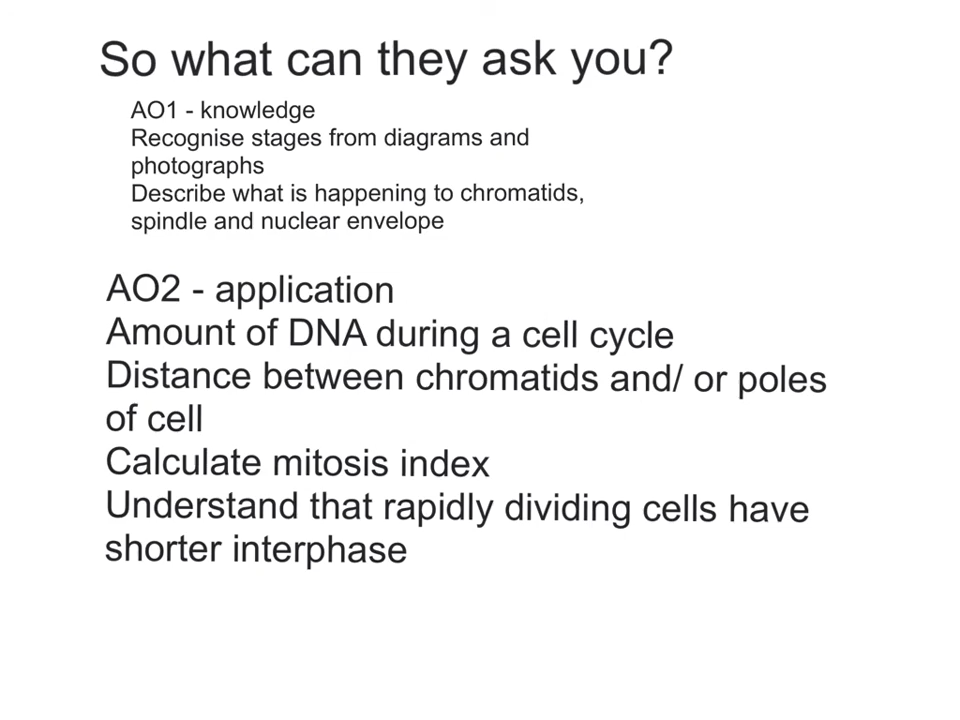 So what can they ask you?
AO1 - knowledge
Recognise stages from diagrams and
photographs
Describe what is happening to chromatids,
spindle and nuclear envelope
AO2 - application
Amount of DNA during a cell cycle
Distance between chromatids and/ or poles
of cell
Calculate mitosis index
Understand that rapidly dividing cells have
shorter interphase